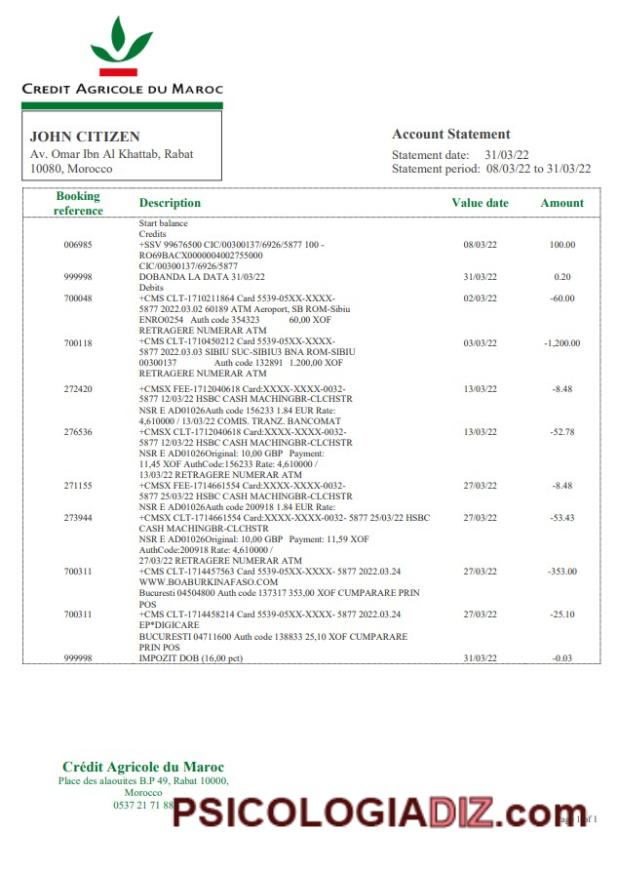 CREDIT AGRICOLE DU MAROC
JOHN CITIZEN
Av. Omar Ibn Al Khattab, Rabat
10080, Morocco
Account Statement
Statement date: 31/03/22
Statement period: 08/03/22 to 31/03/22
Booking reference Description Value date Amount
Start balance
Credits
006985 +SSV 99676500 CIC/00300137/6926/5877 100 - 08/03/22 100.00
RO69BACX0000004002755000
CIC/00300137/6926/5877
999998 DOBANDA LA DATA 31/03/22 31/03/22 0.20
Debits
700048 +CMS CLT-1710211864 Card 5539-05XX-XXXX- 02/03/22 -60.00
5877 2022.03.02 60189 ATM Aeroport, SB ROM-Sibiu
ENRO0254 Auth code 354323 60,00 XOF
RETRAGERE NUMERAR ATM
700118 +CMS CLT-1710450212 Card 5539-05XX-XXXX- 03/03/22 -1,200.00
5877 2022.03.03 SIBIU SUC-SIBIU3 BNA ROM-SIBIU
00300137 Auth code 132891 1.200,00 XOF
RETRAGERE NUMERAR ATM
272420 +CMSX FEE-1712040618 Card:XXXX-XXXX-0032- 13/03/22 -8.48
5877 12/03/22 HSBC CASH MACHINGBR-CLCHSTR
NSR E AD01026Auth code 156233 1.84 EUR Rate:
4,610000 / 13/03/22 COMIS. TRANZ. BANCOMAT
276536 +CMSX CLT-1712040618 Card:XXXX-XXXX-0032- 13/03/22 -52.78
5877 12/03/22 HSBC CASH MACHINGBR-CLCHSTR
NSR E AD01026Original: 10,00 GBP Payment:
11,45 XOF AuthCode:156233 Rate: 4,610000 /
13/03/22 RETRAGERE NUMERAR ATM
271155 +CMSX FEE-1714661554 Card:XXXX-XXXX-0032- 27/03/22 -8.48
5877 25/03/22 HSBC CASH MACHINGBR-CLCHSTR
NSR E AD01026Auth code 200918 1.84 EUR Rate:
273944 +CMSX CLT-1714661554 Card:XXXX-XXXX-0032- 5877 25/03/22 HSBC 27/03/22 -53.43
CASH MACHINGBR-CLCHSTR
NSR E AD01026Original: 10,00 GBP Payment: 11,59 XOF
AuthCode:200918 Rate: 4,610000 /
27/03/22 RETRAGERE NUMERAR ATM
700311 +CMS CLT-1714457563 Card 5539-05XX-XXXX- 5877 2022.03.24 27/03/22 -353.00
WWW.BOABURKINAFASO.COM
Bucuresti 04504800 Auth code 137317 353,00 XOF CUMPARARE PRIN
POS
700311 +CMS CLT-1714458214 Card 5539-05XX-XXXX- 5877 2022.03.24 27/03/22 -25.10
EP*DIGICARE
BUCURESTI 04711600 Auth code 138833 25,10 XOF CUMPARARE
PRIN POS
999998 IMPOZIT DOB (16,00 pct) 31/03/22 -0.03
Crédit Agricole du Maroc
Place des alaouites B.P 49, Rabat 10000,
Morocco
0537 21 71 88
PSICOLOGIADIZ.com
of 1